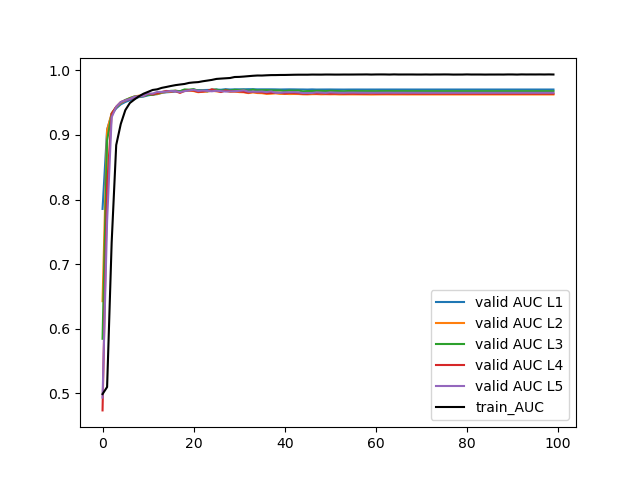 1.0
0.9
0.8
0.7
0.6
0.5
valid AUC L1
valid AUC L2
valid AUC L3
valid AUC L4
valid AUC L5
train_AUC
0 20 40 60 80 100